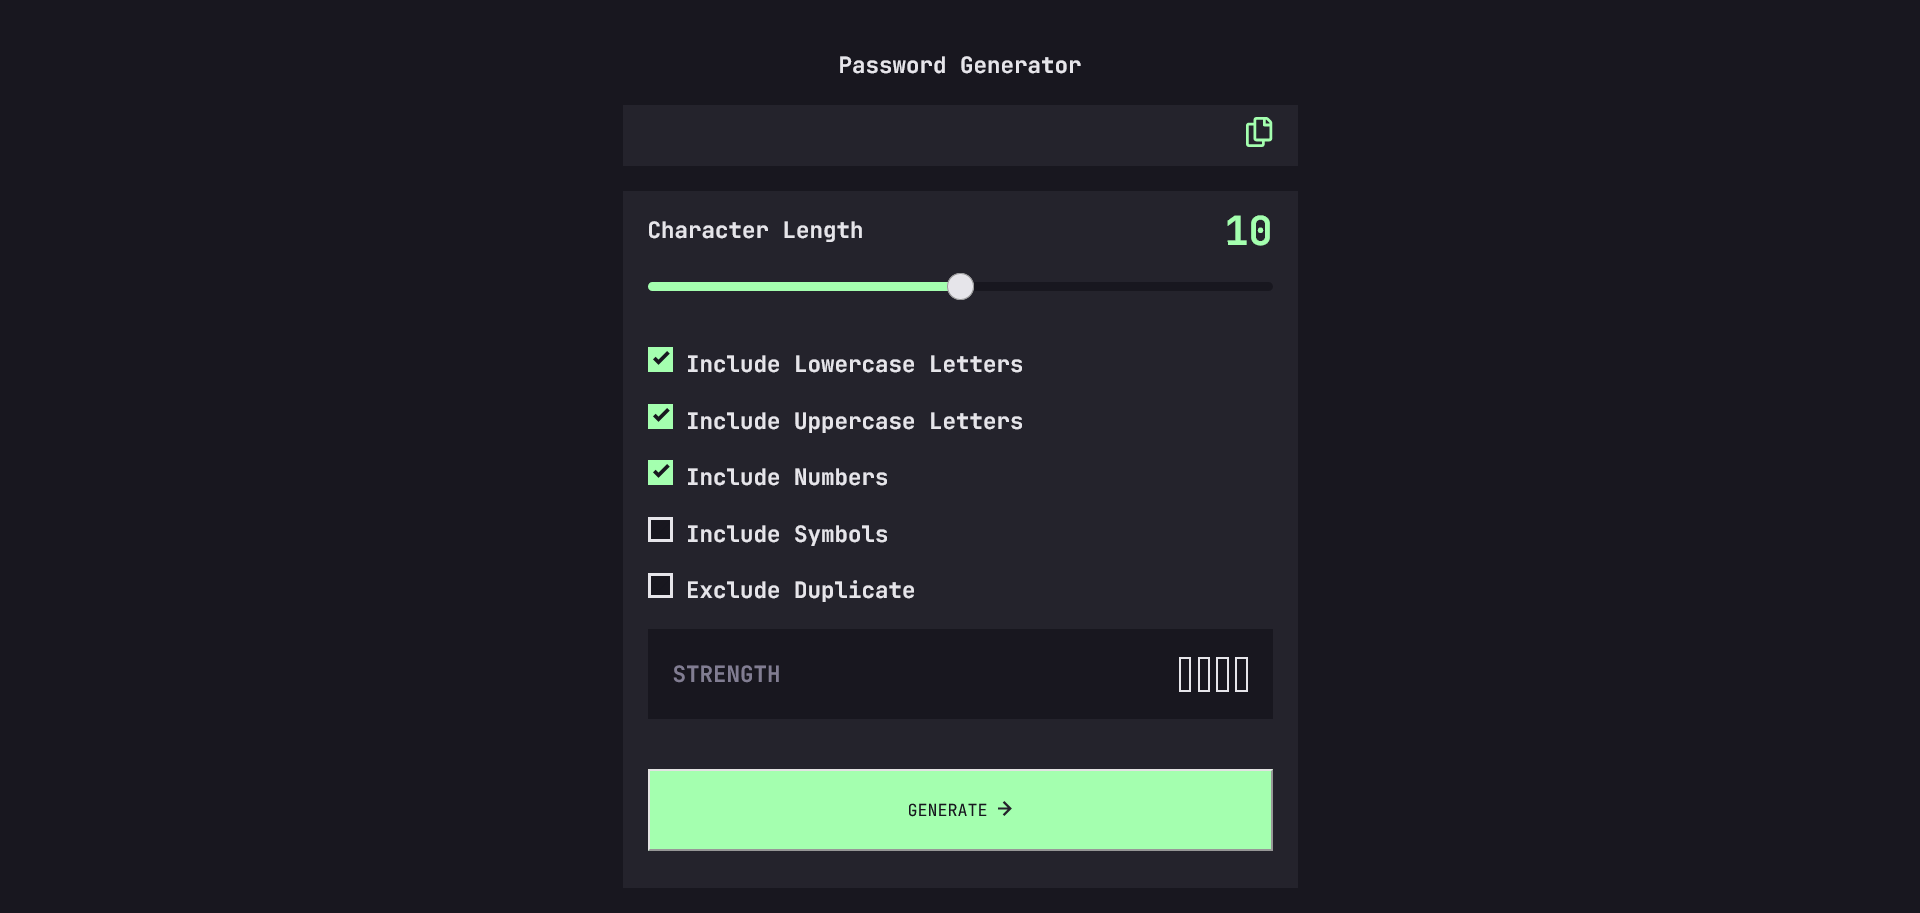 Password Generator
Character Length 10
Include Lowercase Letters
Include Uppercase Letters
Include Numbers
Include Symbols
Exclude Duplicate
STRENGTH
GENERATE →